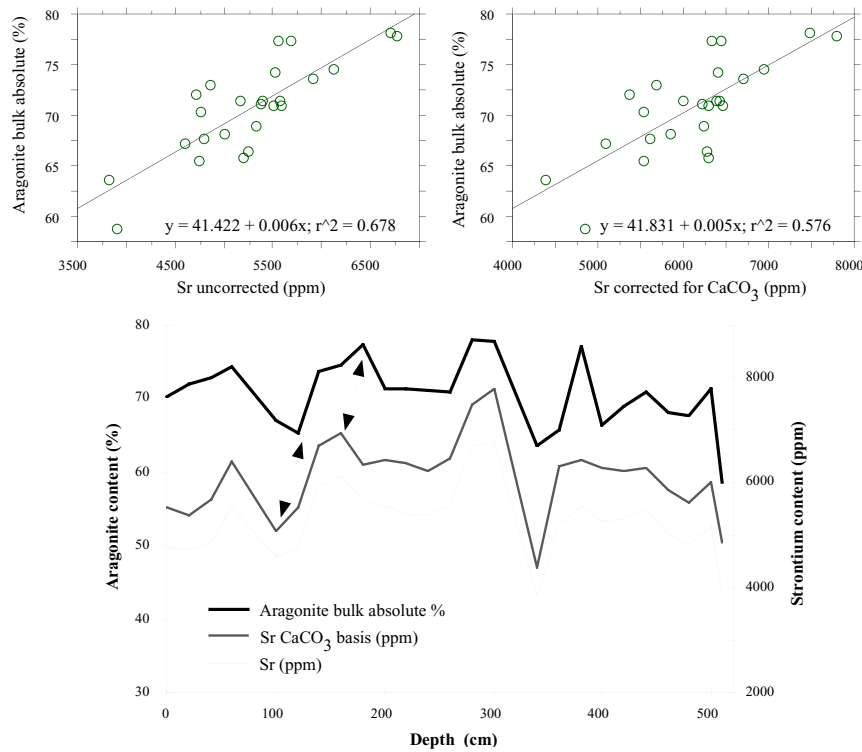 Aragonite bulk absolute (%)
80
75
70
65
60
y = 41.422 + 0.006x; r^2 = 0.678
3500 4500 5500 6500
Sr uncorrected (ppm)
Aragonite bulk absolute (%)
80
75
70
65
60
y = 41.831 + 0.005x; r^2 = 0.576
4000 5000 6000 7000 8000
Sr corrected for CaCO3 (ppm)
Aragonite content (%)
80
70
60
50
40
30
Strontium content (ppm)
8000
6000
4000
2000
Aragonite bulk absolute %
Sr CaCO3 basis (ppm)
Sr (ppm)
0 100 200 300 400 500
Depth (cm)